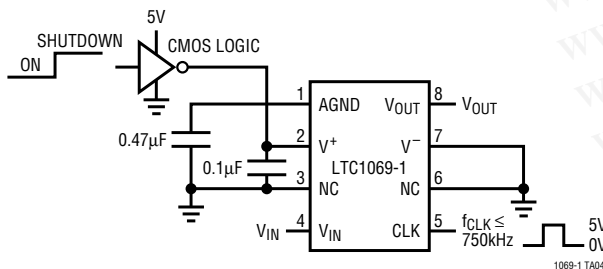 5V
SHUTDOWN
ON
CMOS LOGIC
1 AGND
VOUT 8 VOUT
0.47μF
2 V+
V− 7
0.1μF
LTC1069-1
3 NC
NC 6
VIN 4 VIN
CLK 5
fCLK ≤
750kHz
5V
0V
1069-1 TA04